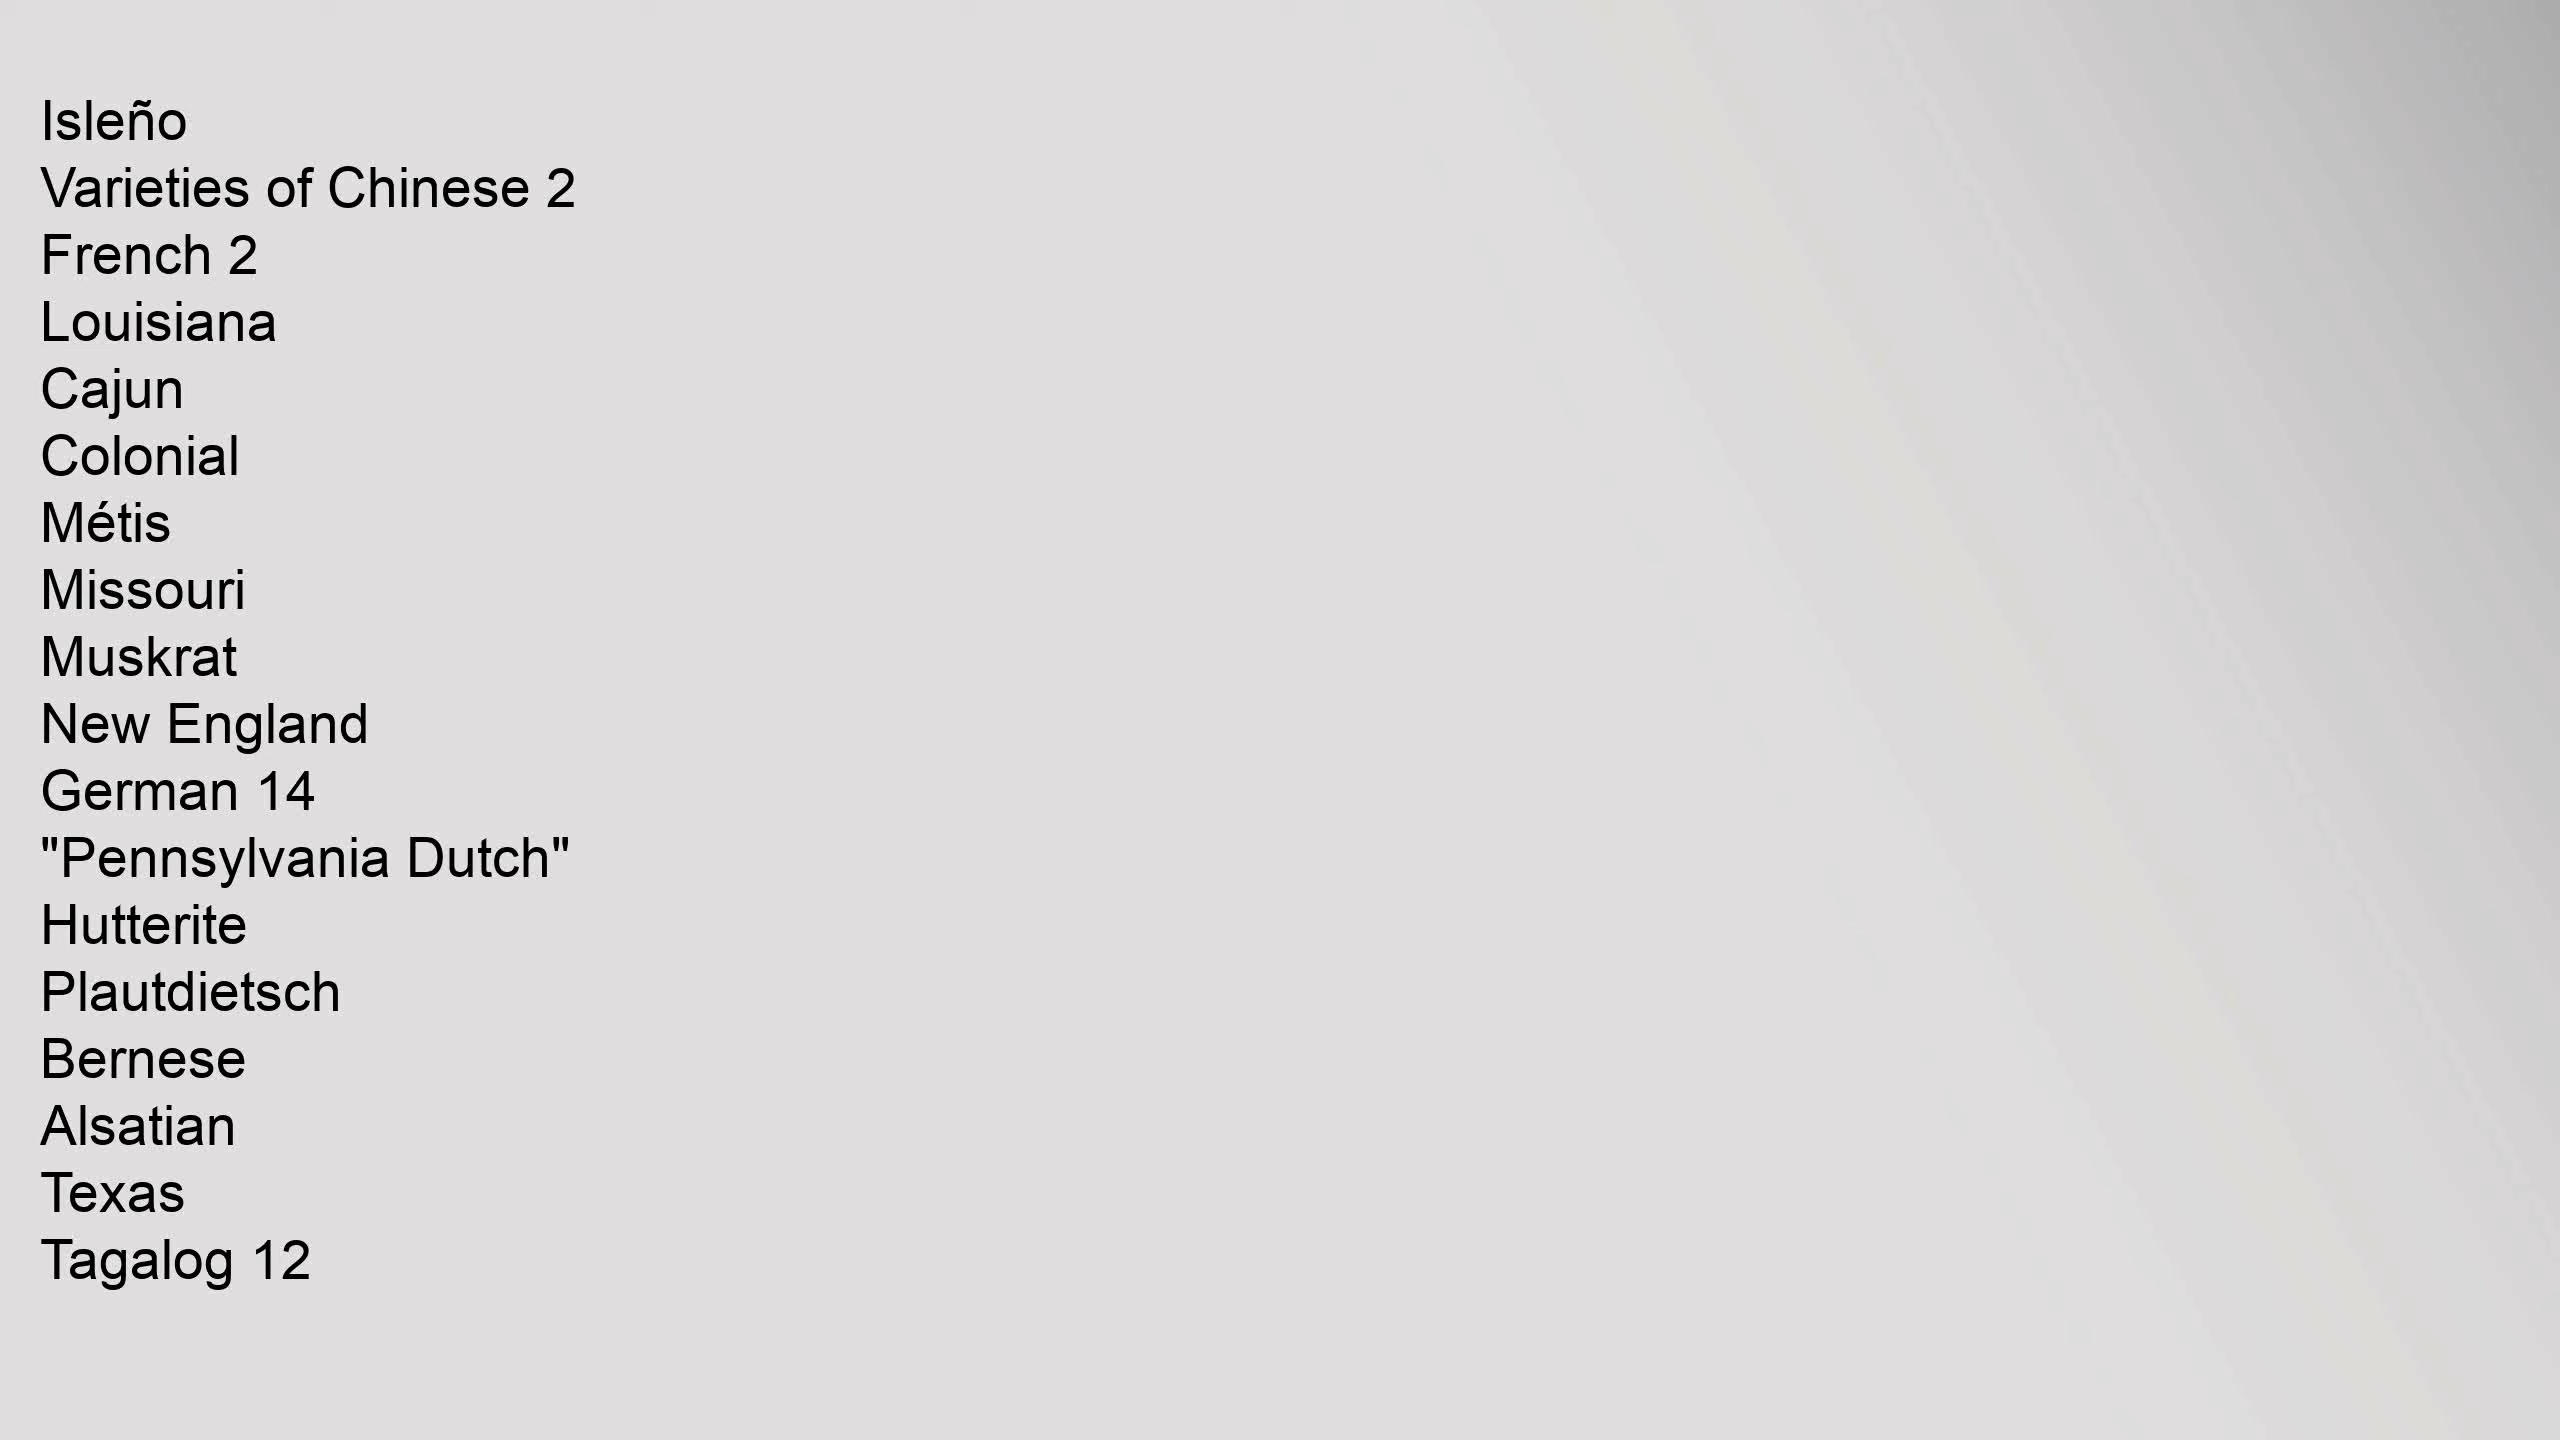 Isleño
Varieties of Chinese 2
French 2
Louisiana
Cajun
Colonial
Métis
Missouri
Muskrat
New England
German 14
"Pennsylvania Dutch"
Hutterite
Plautdietsch
Bernese
Alsatian
Texas
Tagalog 12